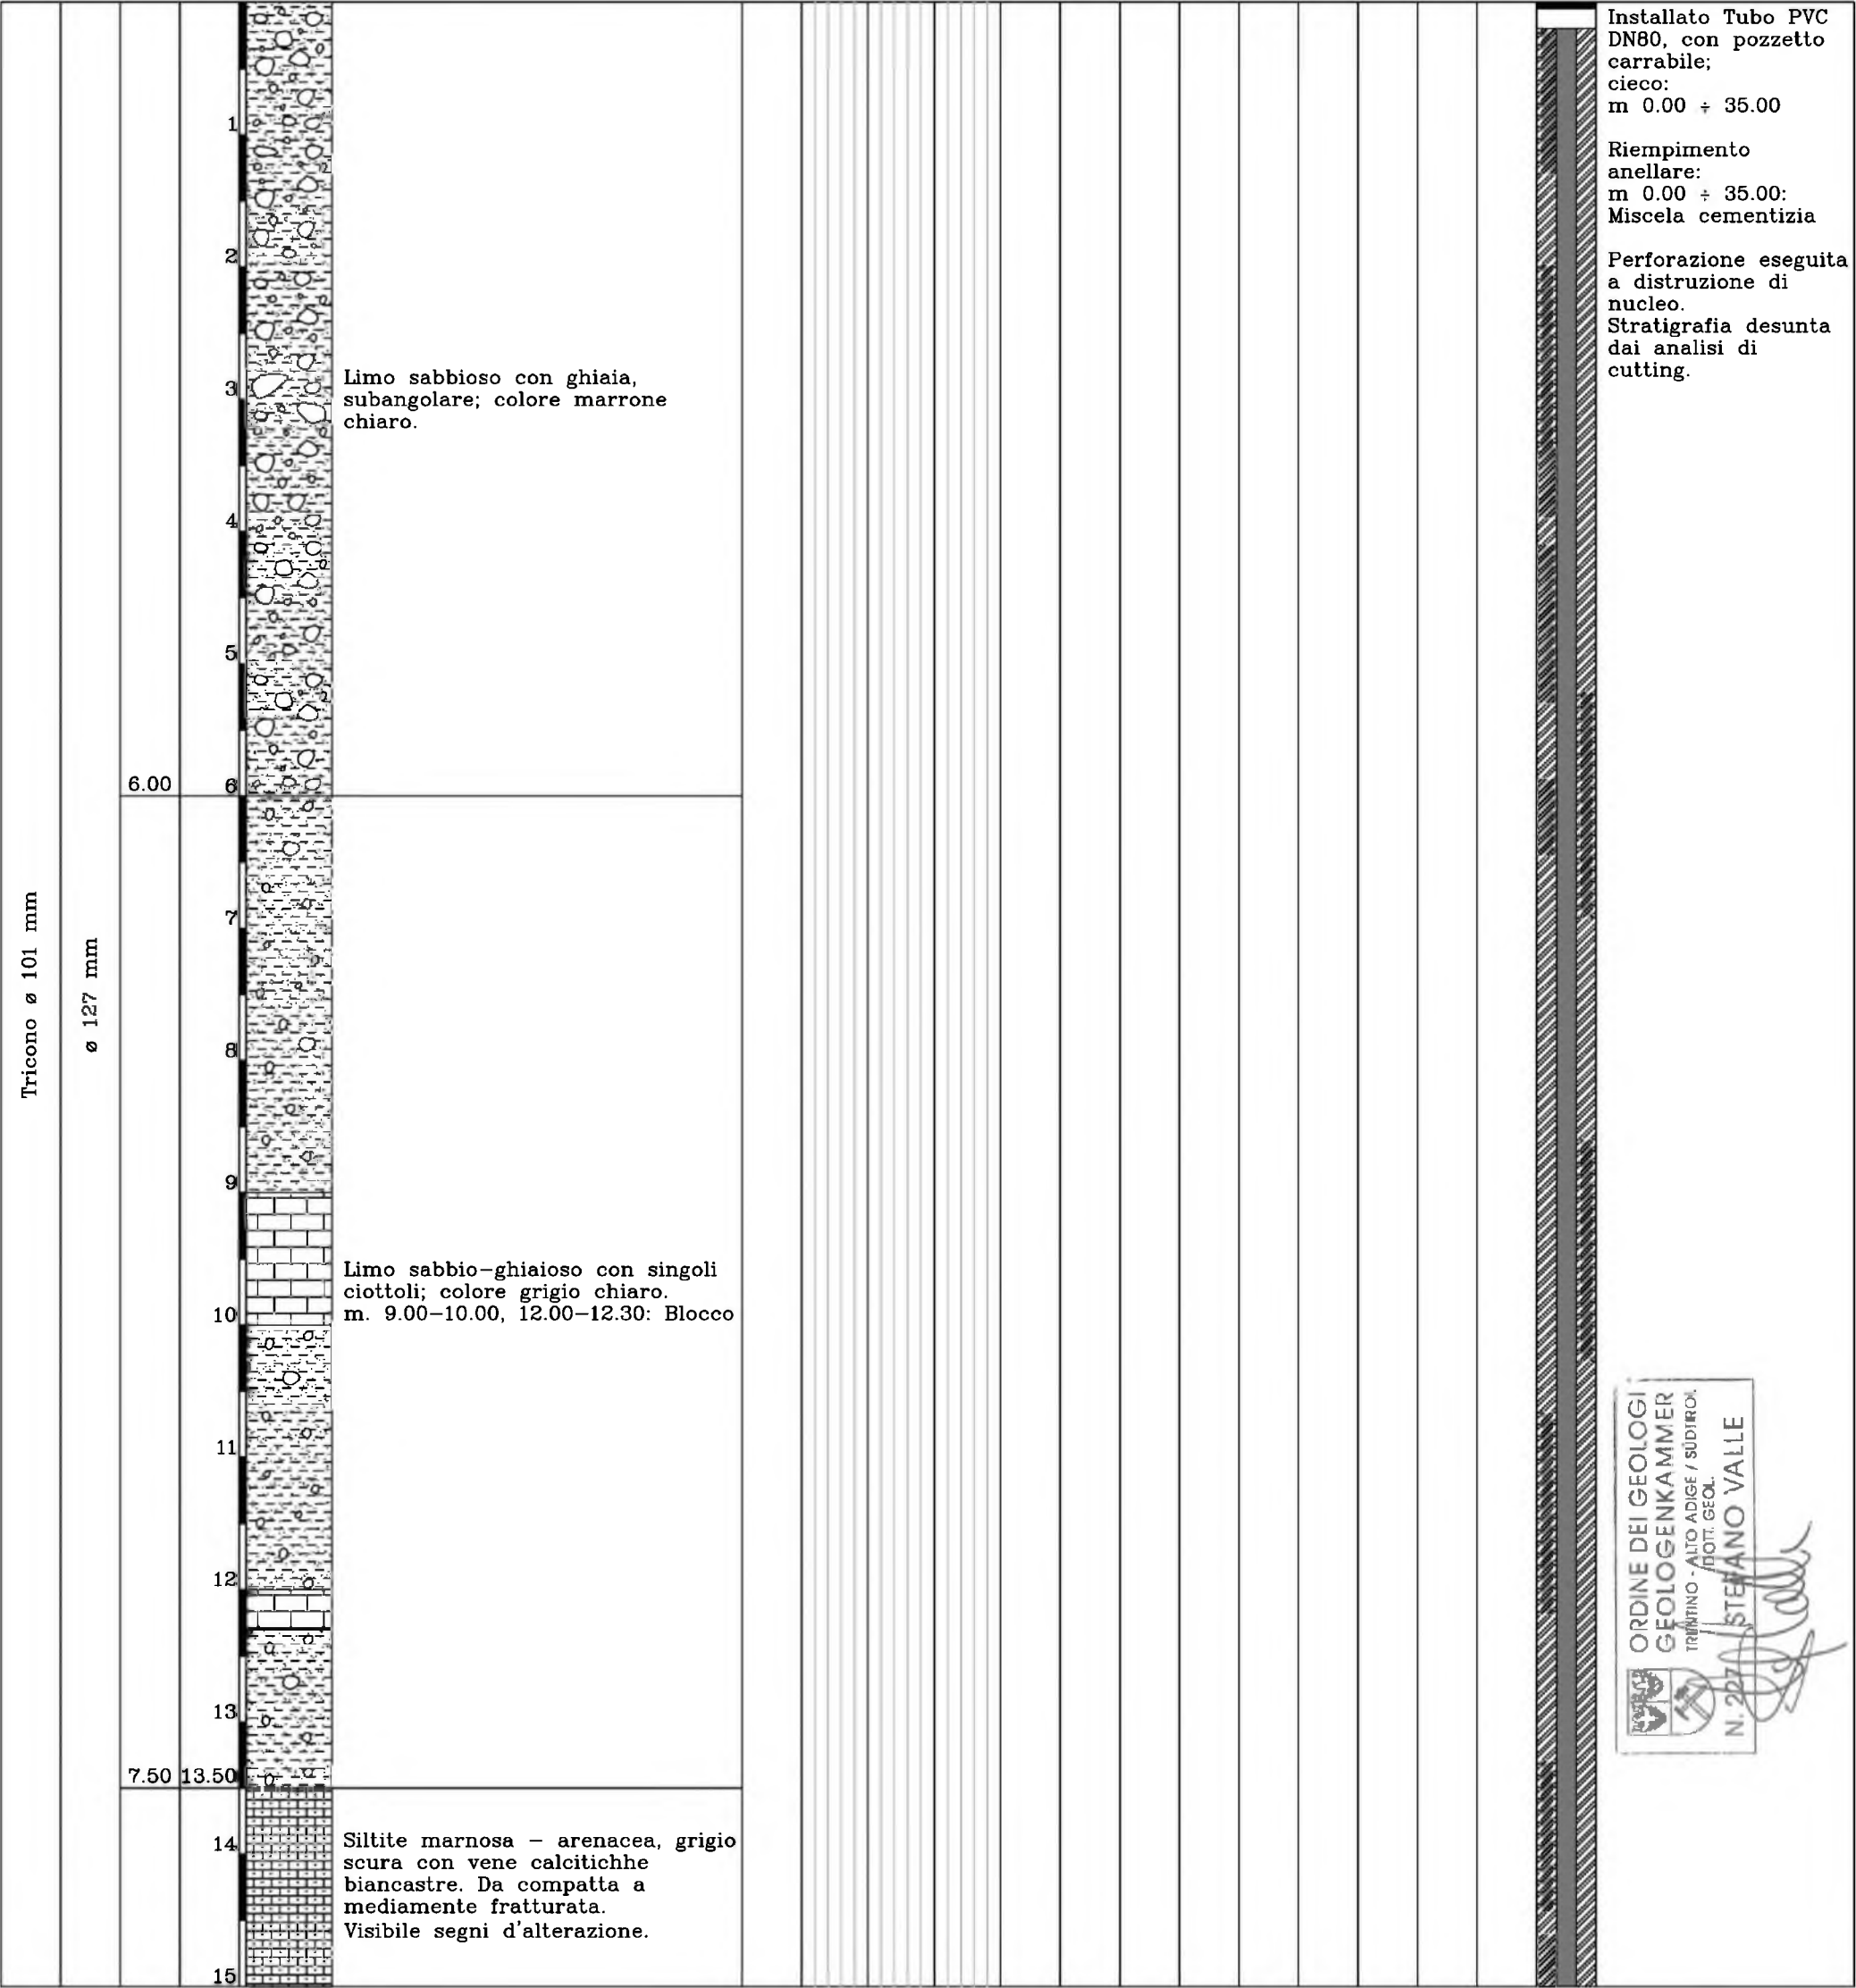 Tricono ø 101 mm
ø 127 mm
1
2
3
4
5
6.00
6
7
8
9
10
11
12
13
7.50
13.50
14
15
Limo sabbioso con ghiaia,
subangolare; colore marrone
chiaro.
Limo sabbio-ghiaioso con singoli
ciottoli; colore grigio chiaro.
m. 9.00-10.00, 12.00-12.30: Blocco
Siltite marnosa - arenacea, grigio
scura con vene calcitichhe
biancastre. Da compatta a
mediamente fratturata.
Visibile segni d'alterazione.
Installato Tubo PVC
DN80, con pozzetto
carrabile;
cieco:
m 0.00 ÷ 35.00
Riempimento
anellare:
m 0.00 ÷ 35.00:
Miscela cementizia
Perforazione eseguita
a distruzione di
nucleo.
Stratigrafia desunta
dai analisi di
cutting.
ORDINE DEI GEOLOGI
GEOLOGENKAMMER
TRENTINO - ALTO ADIGE / SÜDTIROL
DOTT. GEOL.
N. 227 STEFANO VALLE